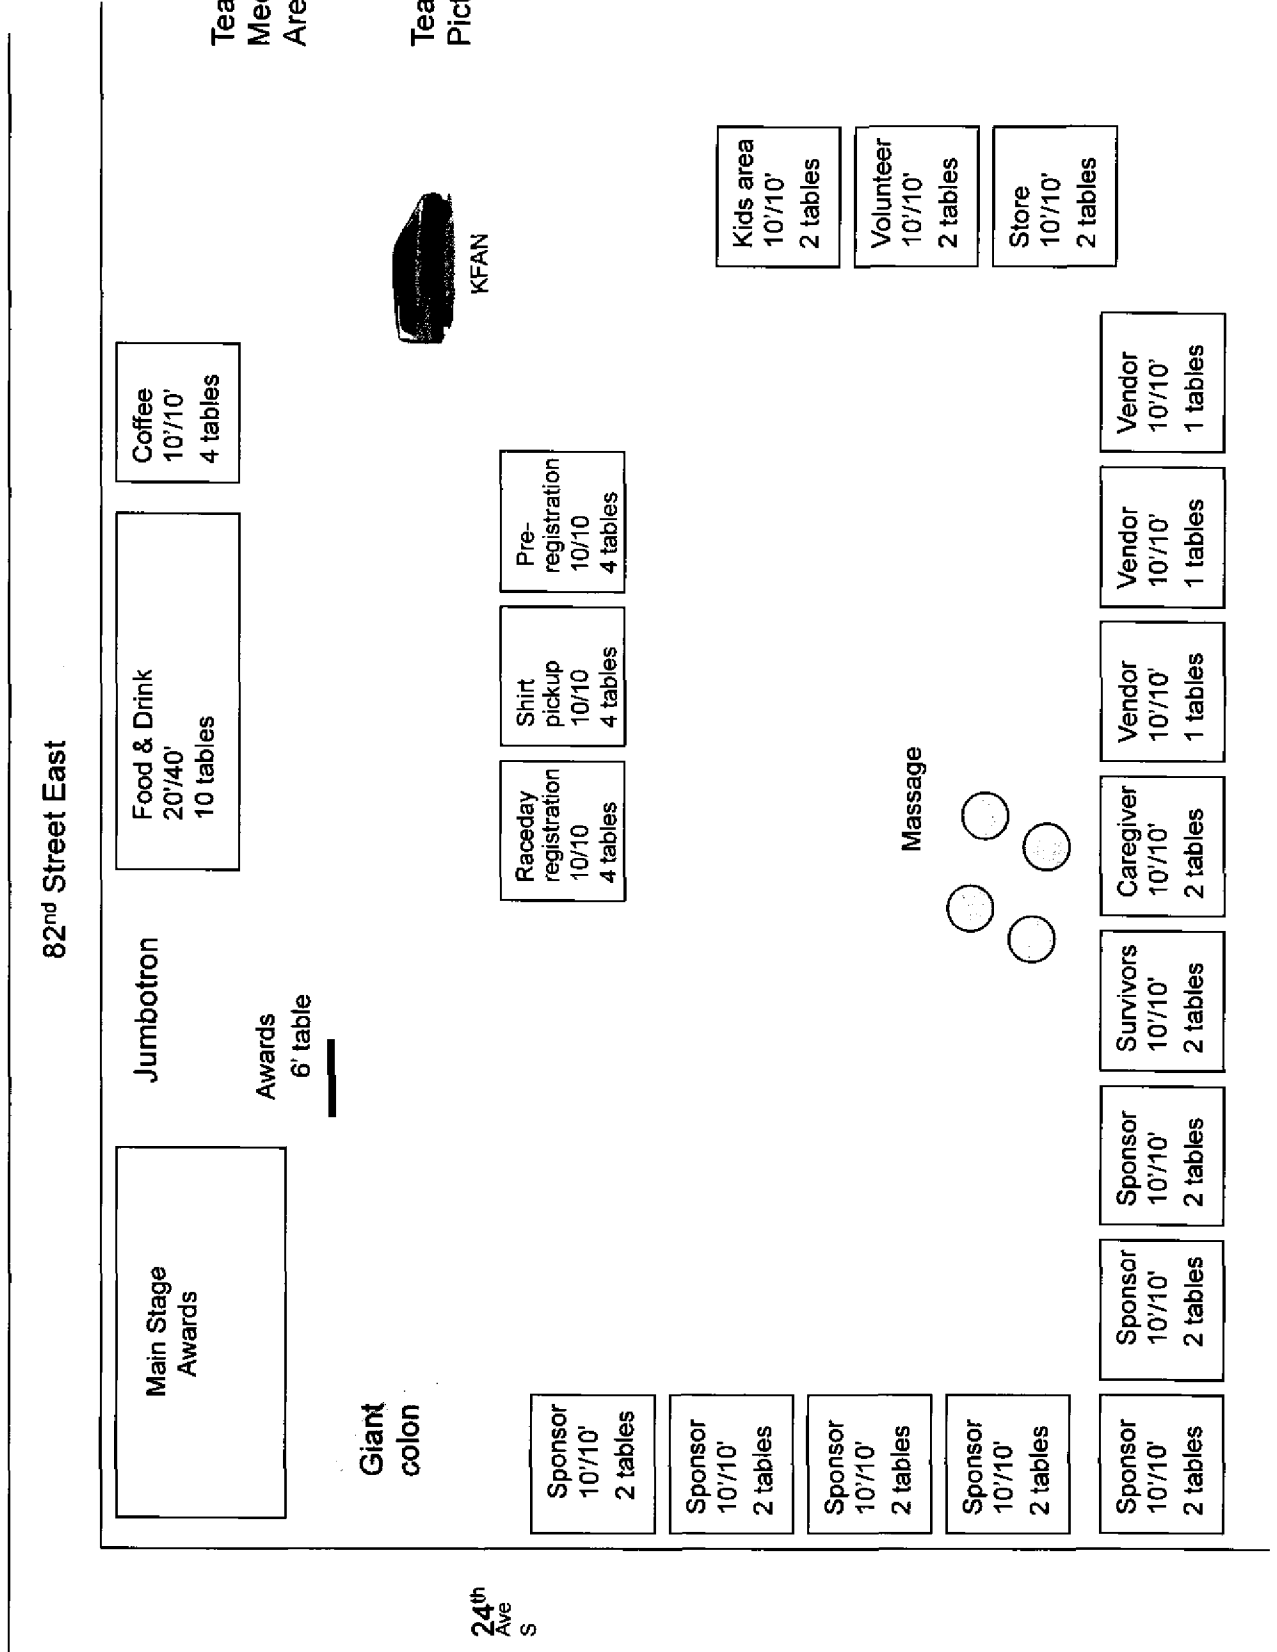 82nd Street East
Main Stage
Awards
Jumbotron
Awards
6' table
Food & Drink
20'/40'
10 tables
Coffee
10'/10'
4 tables
Tea
Mee
Are
Giant
colon
KFAN
Tea
Pict
24th
Ave
S
Raceday
registration
10/10
4 tables
Shirt
pickup
10/10
4 tables
Pre-
registration
10/10
4 tables
Sponsor
10'/10'
2 tables
Sponsor
10'/10'
2 tables
Sponsor
10'/10'
2 tables
Sponsor
10'/10'
2 tables
Massage
Kids area
10'/10'
2 tables
Volunteer
10'/10'
2 tables
Store
10'/10'
2 tables
Sponsor
10'/10'
2 tables
Sponsor
10'/10'
2 tables
Sponsor
10'/10'
2 tables
Survivors
10'/10'
2 tables
Caregiver
10'/10'
2 tables
Vendor
10'/10'
1 tables
Vendor
10'/10'
1 tables
Vendor
10'/10'
1 tables